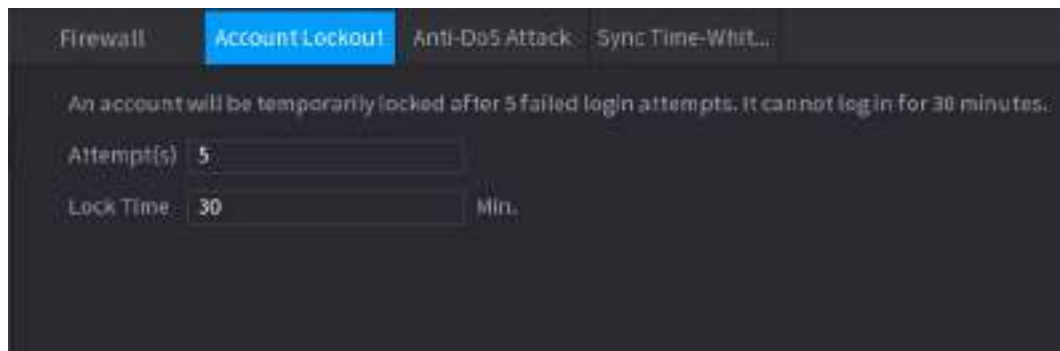 Firewall Account Lockout Anti-DoS Attack Sync Time-Whit...
An account will be temporarily locked after 5 failed login attempts. It cannot log in for 30 minutes.
Attempt(s) 5
Lock Time 30 Min.